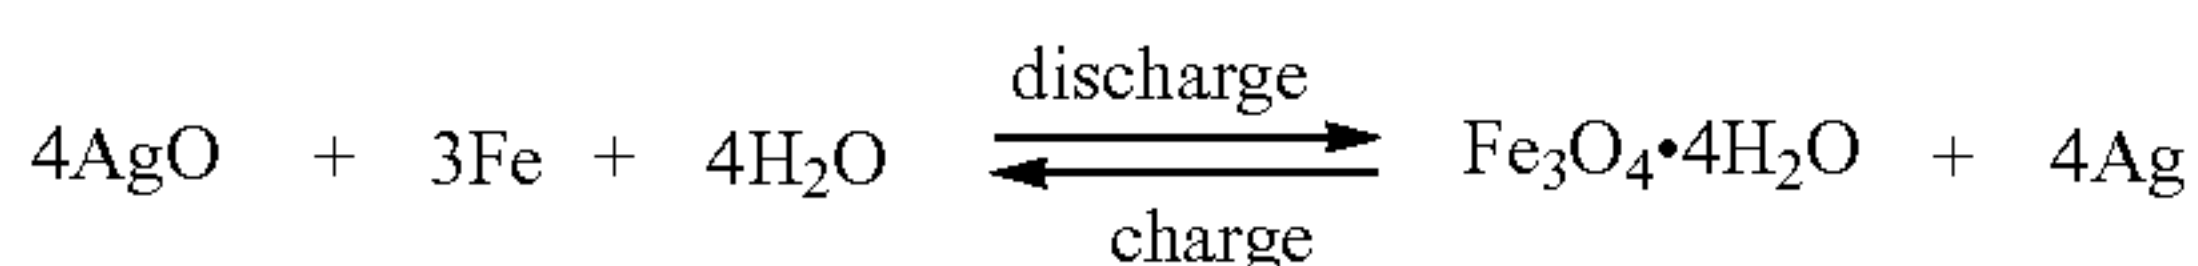 discharge
4AgO + 3Fe + 4H₂O ⇌ Fe₃O₄•4H₂O + 4Ag
charge